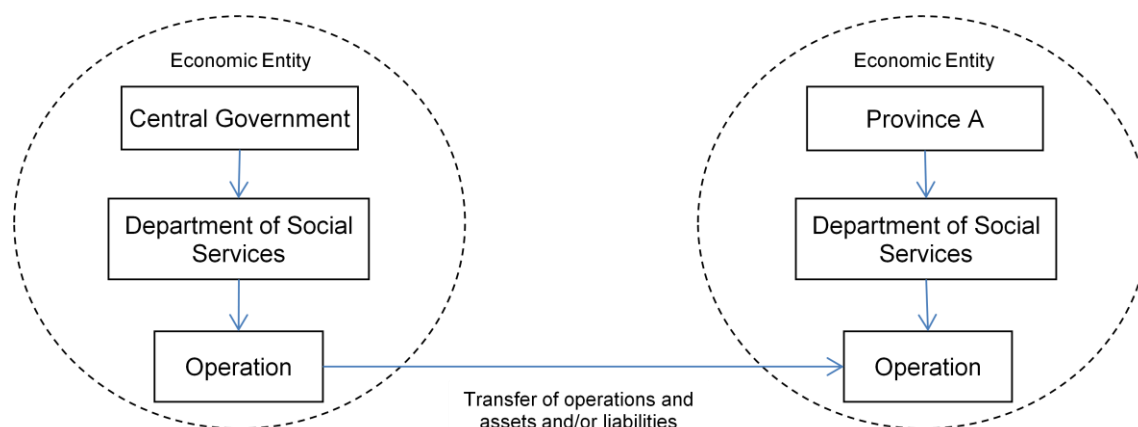 Economic Entity
Central Government
Department of Social
Services
Operation
Economic Entity
Province A
Department of Social
Services
Operation
Transfer of operations and
assets and/or liabilities